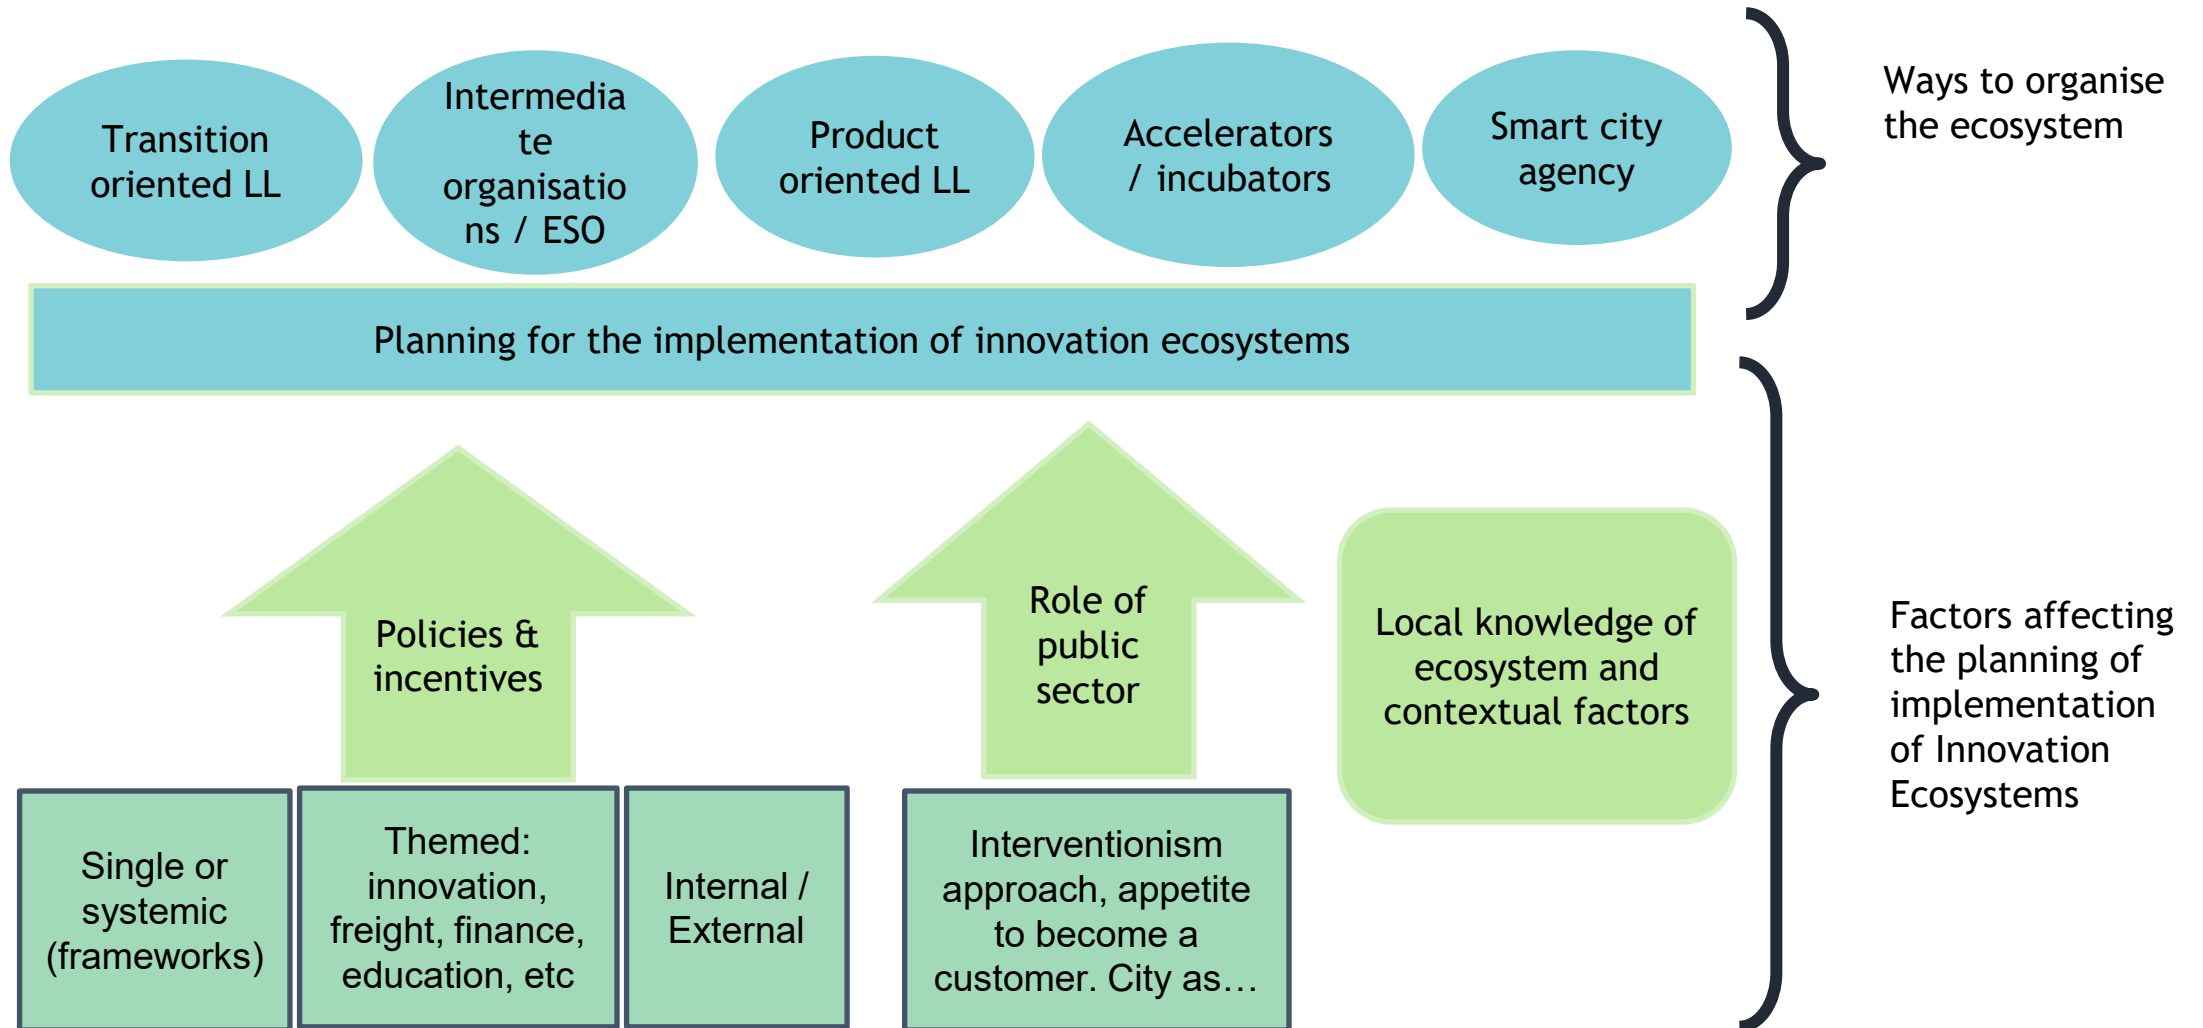 Transition
oriented LL
Intermedia
te
organisatio
ns / ESO
Product
oriented LL
Accelerators
/ incubators
Smart city
agency
Ways to organise
the ecosystem
Planning for the implementation of innovation ecosystems
Policies &
incentives
Role of
public
sector
Local knowledge of
ecosystem and
contextual factors
Factors affecting
the planning of
implementation
of Innovation
Ecosystems
Single or
systemic
(frameworks)
Themed:
innovation,
freight, finance,
education, etc
Internal /
External
Interventionism
approach, appetite
to become a
customer. City as…